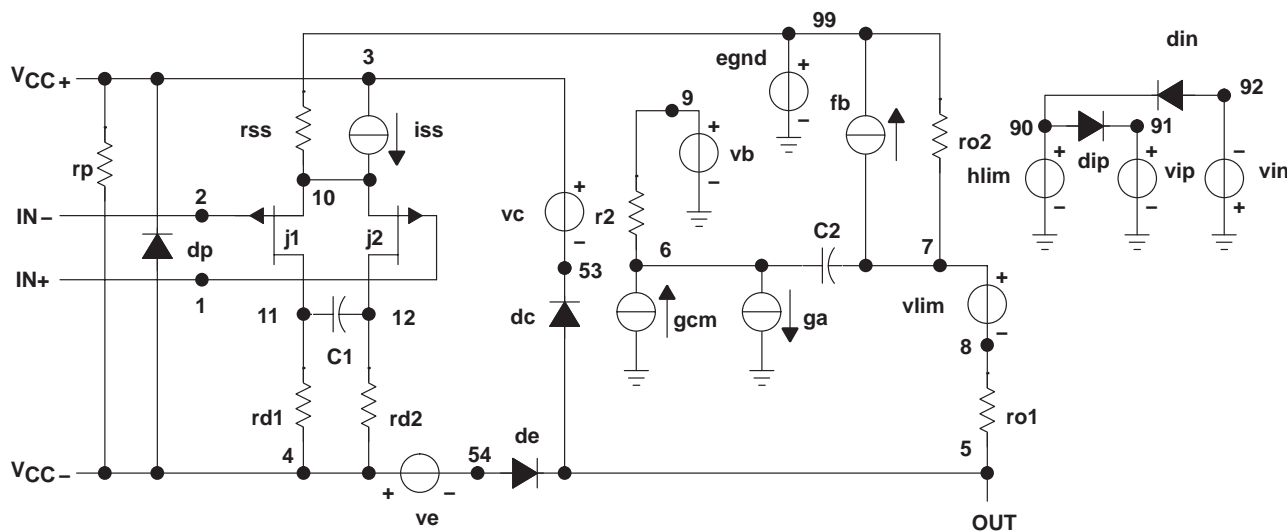 99
3
egnd
+
din
VCC+
rss
iss
9
+
fb
92
rp
vb
ro2
90
91
2
10
−
hlim
+
dip
vip
+
−
vin
IN−
vc
+
r2
−
+
j1
j2
C2
dp
−
6
7
IN+
53
+
1
gcm
ga
vlim
11
12
dc
−
8
C1
rd1
rd2
ro1
de
5
4
54
VCC−
+
−
ve
OUT